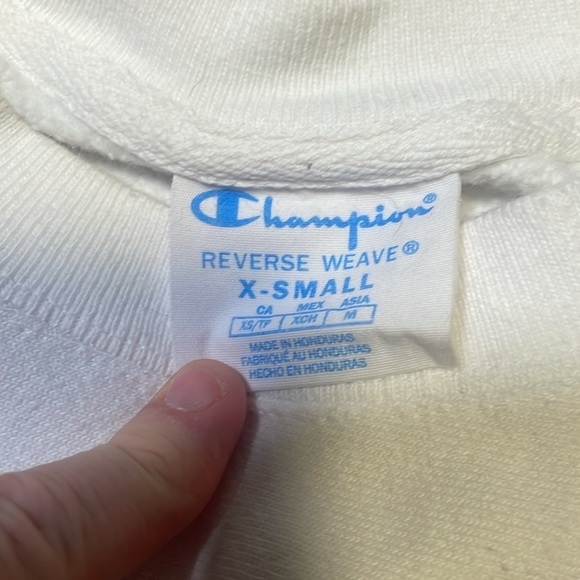 Champion®
REVERSE WEAVE®
X-SMALL
CA MEX ASIA
XS/TP XCH M
MADE IN HONDURAS
FABRIQUÉ AU HONDURAS
HECHO EN HONDURAS